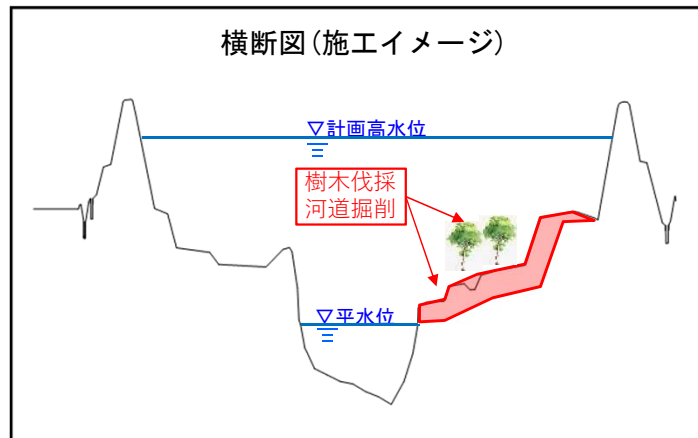 横断図(施工イメージ)
▽計画高水位
樹木伐採
河道掘削
▽平水位